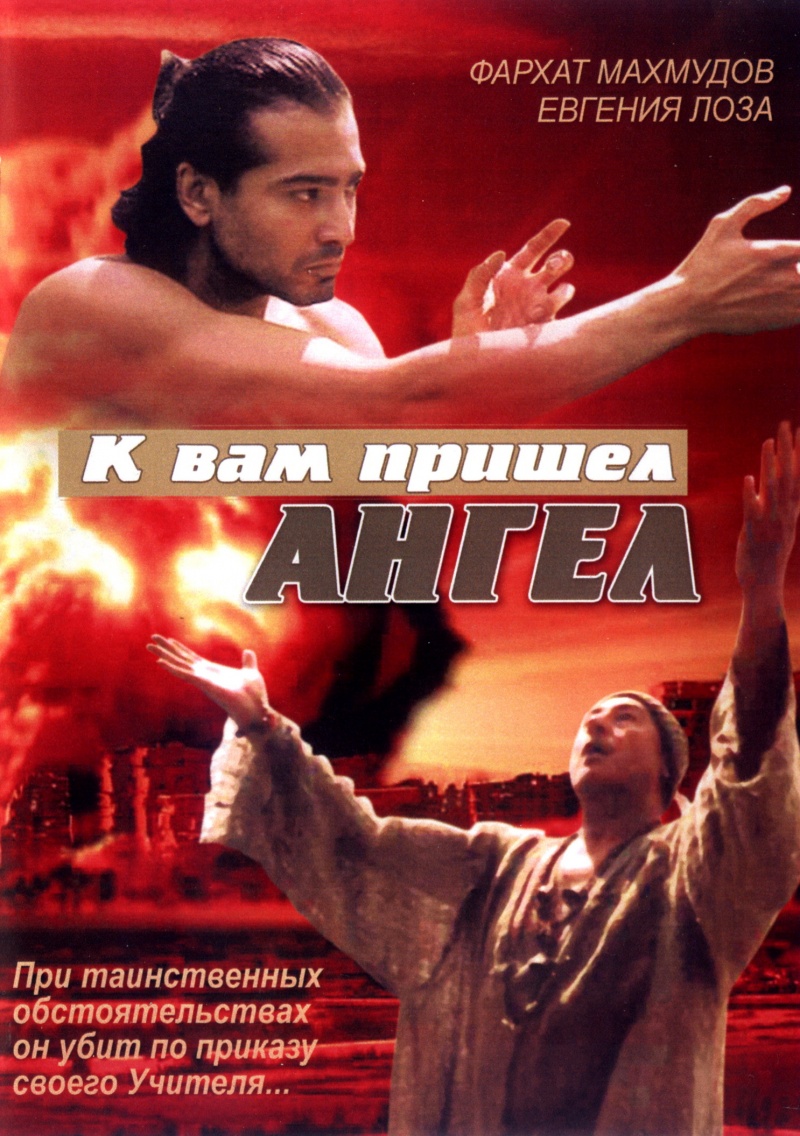 ФАРХАТ МАХМУДОВ
ЕВГЕНИЯ ЛОЗА
К вам пришел
АНГЕЛ
При таинственных
обстоятельствах
он убит по приказу
своего Учителя...